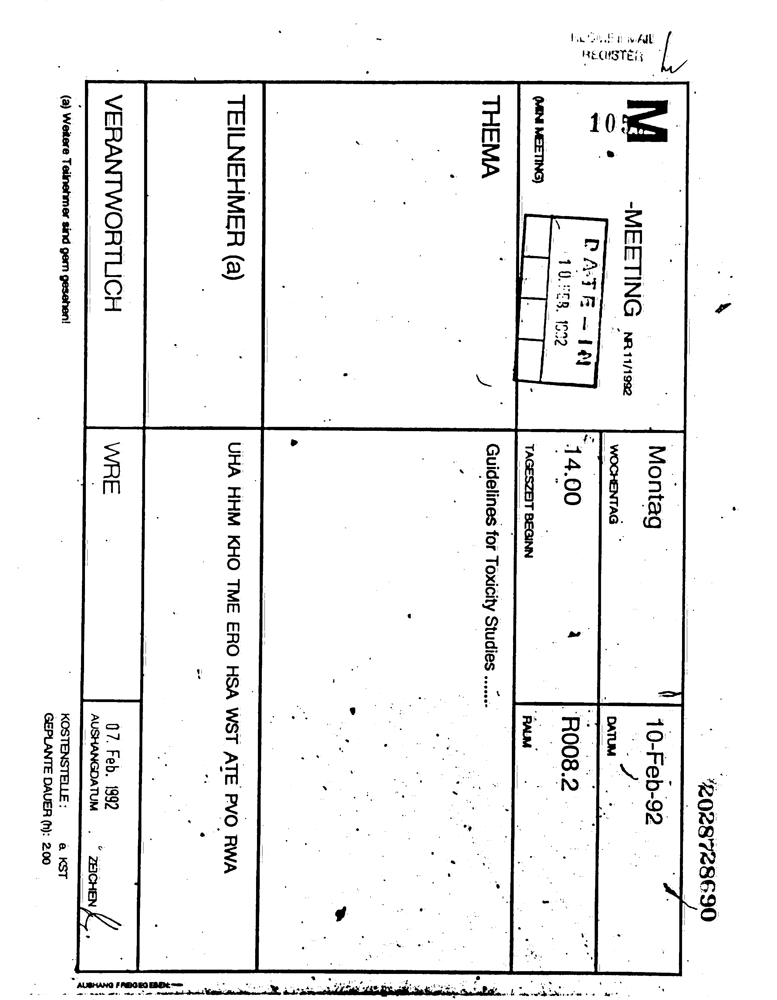 REGISTER
M -MEETING NR 11/1992
(MINI MEETING)
DATE-IN
10. FEB. 1992
Montag
WOCHENTAG
10-Feb-92
DATUM
14.00
TAGESZEIT BEGINN
R008.2
RAUM
THEMA
Guidelines for Toxicity Studies ........
TEILNEHMER (a)
UHA HHM KHO TME ERO HSA WST ATE PVO RWA
VERANTWORTLICH
WRE
07. Feb. 1992
AUSHANGDATUM
ZEICHEN
(a) Weitere Teilnehmer sind gern gesehen!
KOSTENSTELLE: a. KST
GEPLANTE DAUER (h): 2.00
AUSHANG FREIGEGEBEN:
2028728690